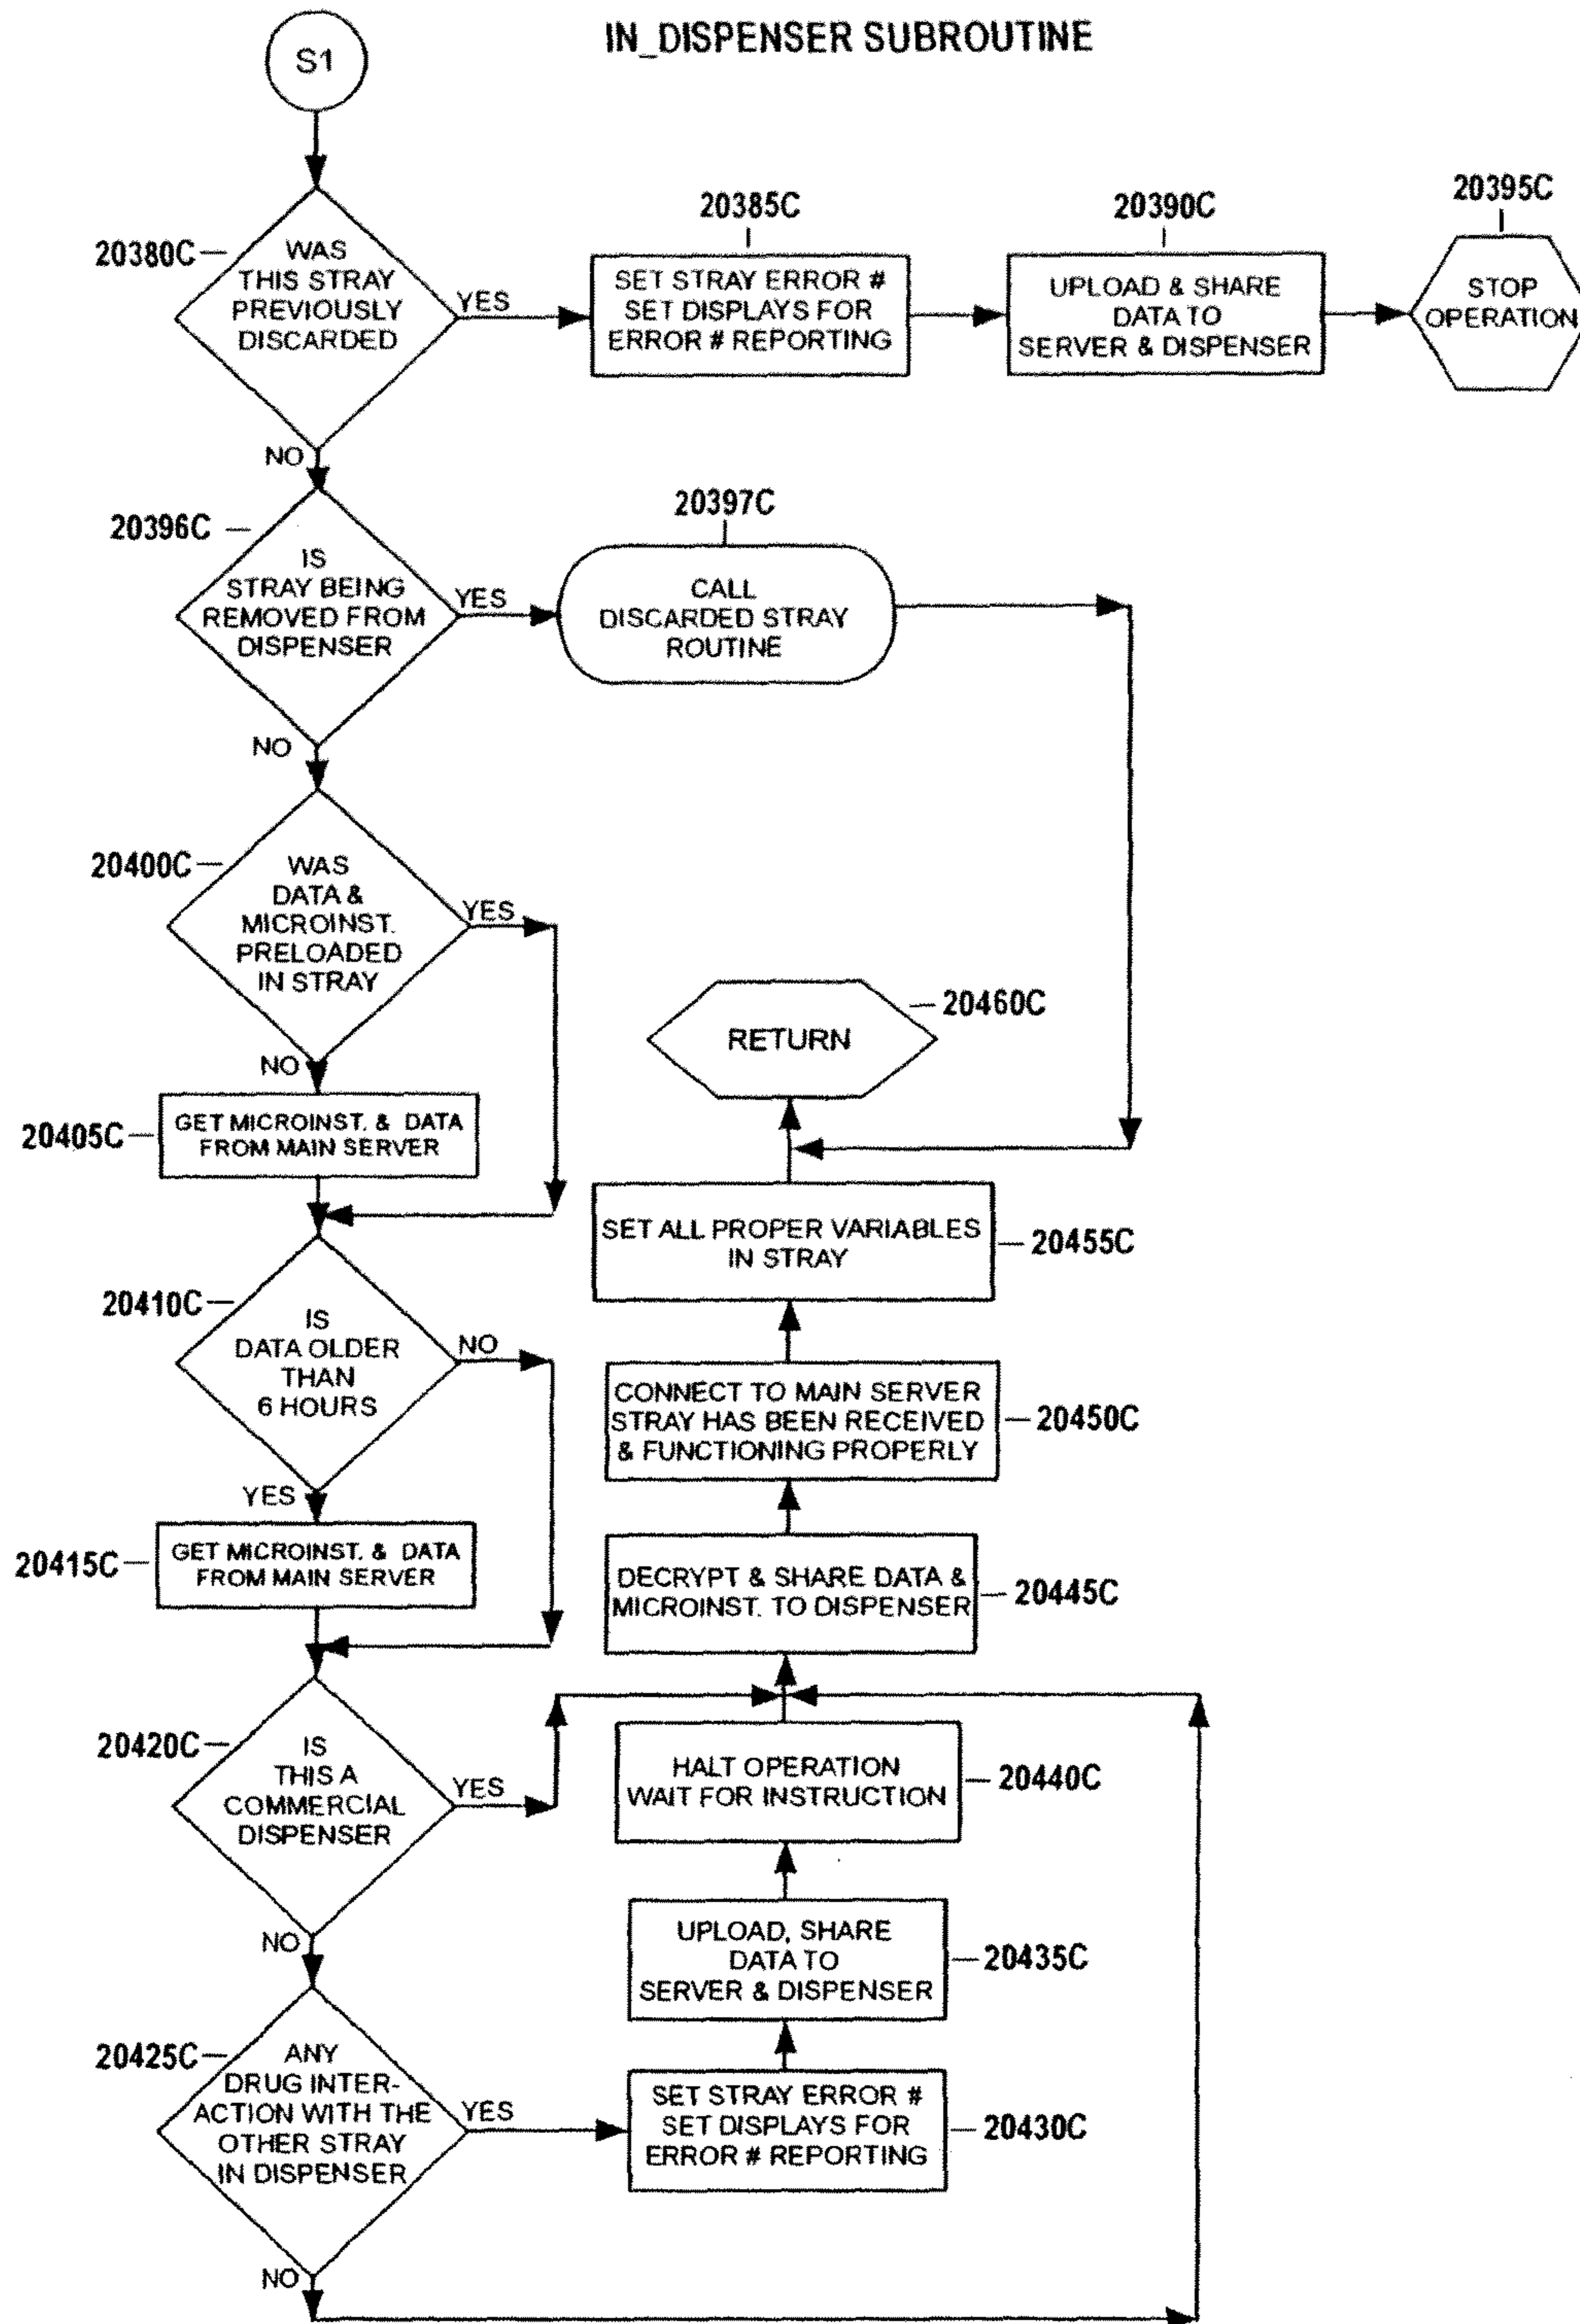 IN_DISPENSER SUBROUTINE
S1
20380C
WAS
THIS STRAY
PREVIOUSLY
DISCARDED
YES
NO
20385C
SET STRAY ERROR #
SET DISPLAYS FOR
ERROR # REPORTING
20390C
UPLOAD & SHARE
DATA TO
SERVER & DISPENSER
20395C
STOP
OPERATION
20396C
IS
STRAY BEING
REMOVED FROM
DISPENSER
YES
NO
20397C
CALL
DISCARDED STRAY
ROUTINE
20400C
WAS
DATA &
MICROINST.
PRELOADED
IN STRAY
YES
NO
20405C
GET MICROINST. & DATA
FROM MAIN SERVER
20410C
IS
DATA OLDER
THAN
6 HOURS
NO
YES
20415C
GET MICROINST. & DATA
FROM MAIN SERVER
20420C
IS
THIS A
COMMERCIAL
DISPENSER
YES
NO
20425C
ANY
DRUG INTER-
ACTION WITH THE
OTHER STRAY
IN DISPENSER
YES
NO
RETURN
20460C
SET ALL PROPER VARIABLES
IN STRAY
20455C
CONNECT TO MAIN SERVER
STRAY HAS BEEN RECEIVED
& FUNCTIONING PROPERLY
20450C
DECRYPT & SHARE DATA &
MICROINST. TO DISPENSER
20445C
HALT OPERATION
WAIT FOR INSTRUCTION
20440C
UPLOAD, SHARE
DATA TO
SERVER & DISPENSER
20435C
SET STRAY ERROR #
SET DISPLAYS FOR
ERROR # REPORTING
20430C